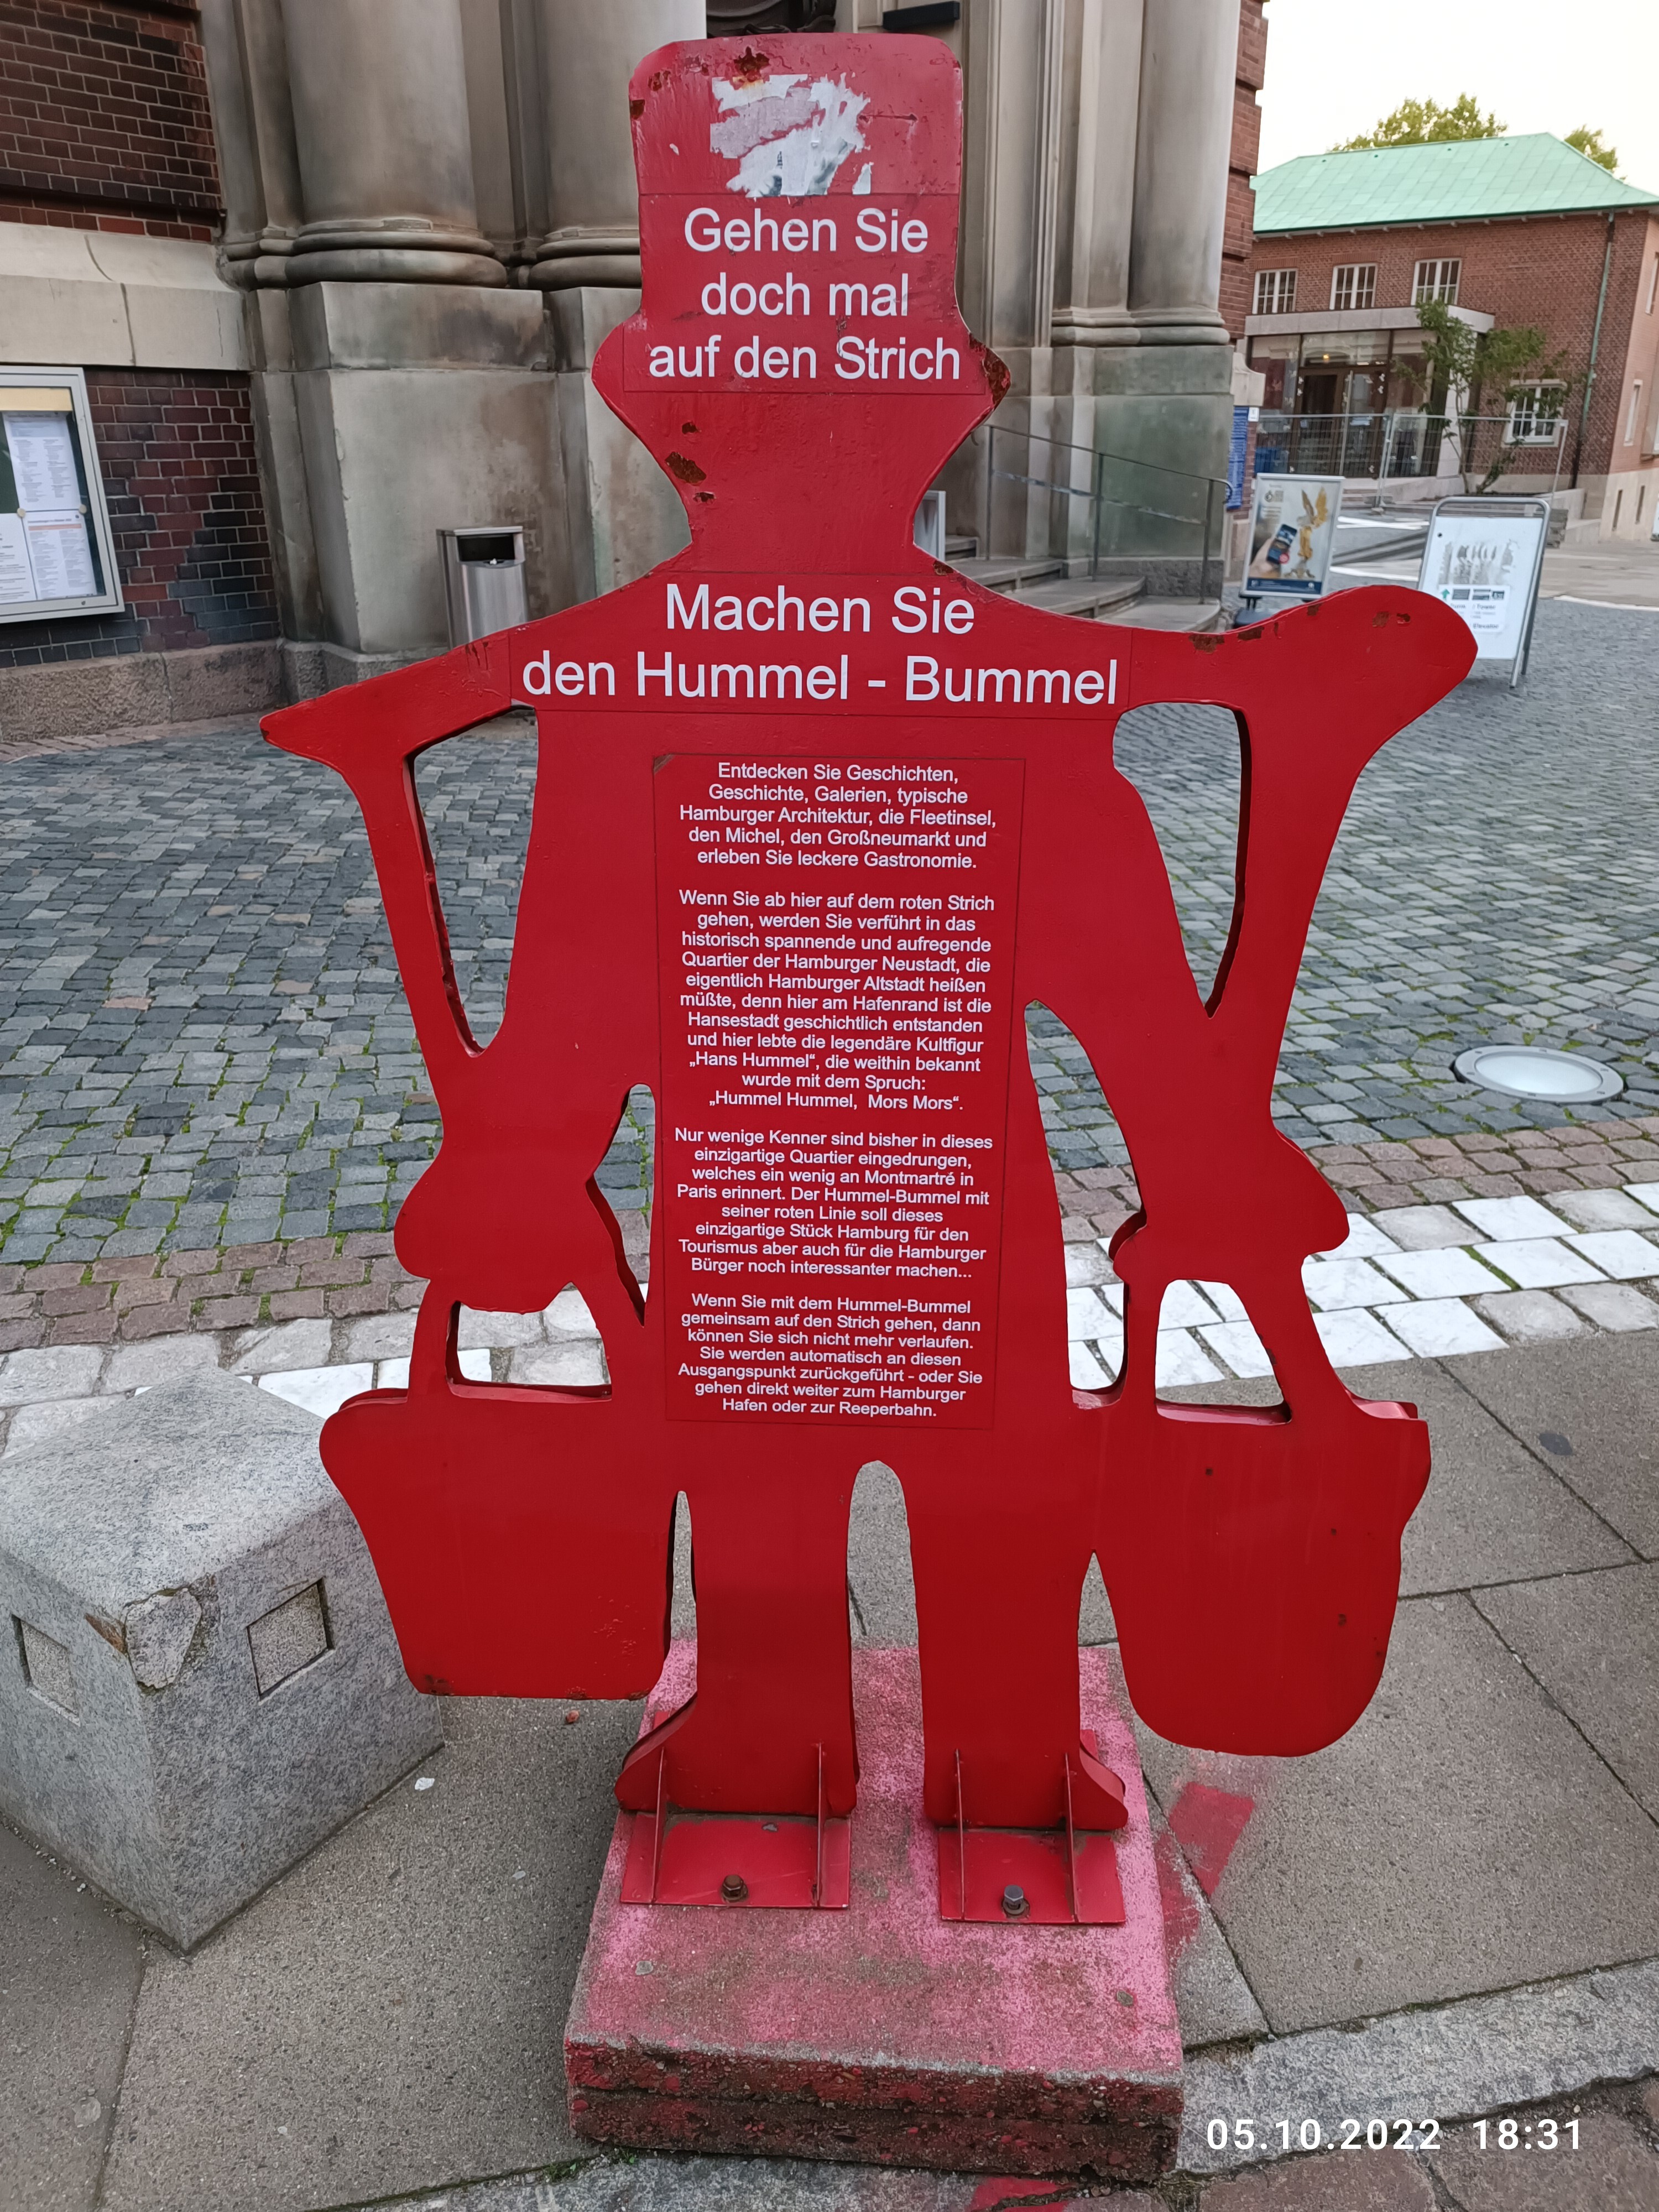 Gehen Sie
doch mal
auf den Strich
Machen Sie
den Hummel - Bummel
Entdecken Sie Geschichten,
Geschichte, Galerien, typische
Hamburger Architektur, die Fleetinsel,
den Michel, den Großneumarkt und
erleben Sie leckere Gastronomie.
Wenn Sie ab hier auf dem roten Strich
gehen, werden Sie verführt in das
historisch spannende und aufregende
Quartier der Hamburger Neustadt, die
eigentlich Hamburger Altstadt heißen
müßte, denn hier am Hafenrand ist die
Hansestadt geschichtlich entstanden
und hier lebte die legendäre Kultfigur
„Hans Hummel“, die weithin bekannt
wurde mit dem Spruch:
„Hummel Hummel, Mors Mors“.
Nur wenige Kenner sind bisher in dieses
einzigartige Quartier eingedrungen,
welches ein wenig an Montmartré in
Paris erinnert. Der Hummel-Bummel mit
seiner roten Linie soll dieses
einzigartige Stück Hamburg für den
Tourismus aber auch für die Hamburger
Bürger noch interessanter machen...
Wenn Sie mit dem Hummel-Bummel
gemeinsam auf den Strich gehen, dann
können Sie sich nicht mehr verlaufen.
Sie werden automatisch an diesen
Ausgangspunkt zurückgeführt - oder Sie
gehen direkt weiter zum Hamburger
Hafen oder zur Reeperbahn.
Tower
Elevator
05.10.2022 18:31